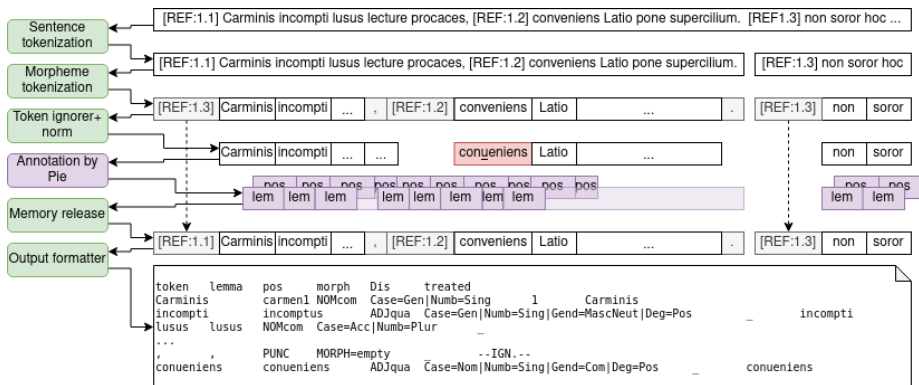 [REF:1.1] Carminis incompti lusus lecture procaces, [REF:1.2] conveniens Latio pone supercilium. [REF1.3] non soror hoc ...
Sentence tokenization
[REF:1.1] Carminis incompti lusus lecture procaces, [REF:1.2] conveniens Latio pone supercilium. [REF:1.3] non soror hoc
Morpheme tokenization
[REF:1.3] Carminis incompti ... , [REF:1.2] conveniens Latio ... . [REF:1.3] non soror
Token ignorer+ norm
Carminis incompti ... ... conueniens Latio ... non soror
Annotation by Pie
pos pos pos pos pos pos pos pos pos pos pos pos
lem lem lem lem lem lem lem lem lem lem
Memory release
[REF:1.1] Carminis incompti ... , [REF:1.2] conveniens Latio ... . [REF:1.3] non soror
Output formatter
token lemma pos morph Dis treated
Carminis carmen1 NOMcom Case=Gen|Numb=Sing 1 Carminis
incompti incomptus ADJqua Case=Gen|Numb=Sing|Gend=MascNeut|Deg=Pos _ incompti
lusus lusus NOMcom Case=Acc|Numb=Plur _
...
, , PUNC MORPH=empty _ --IGN.--
conueniens conueniens ADJqua Case=Nom|Numb=Sing|Gend=Com|Deg=Pos _ conueniens